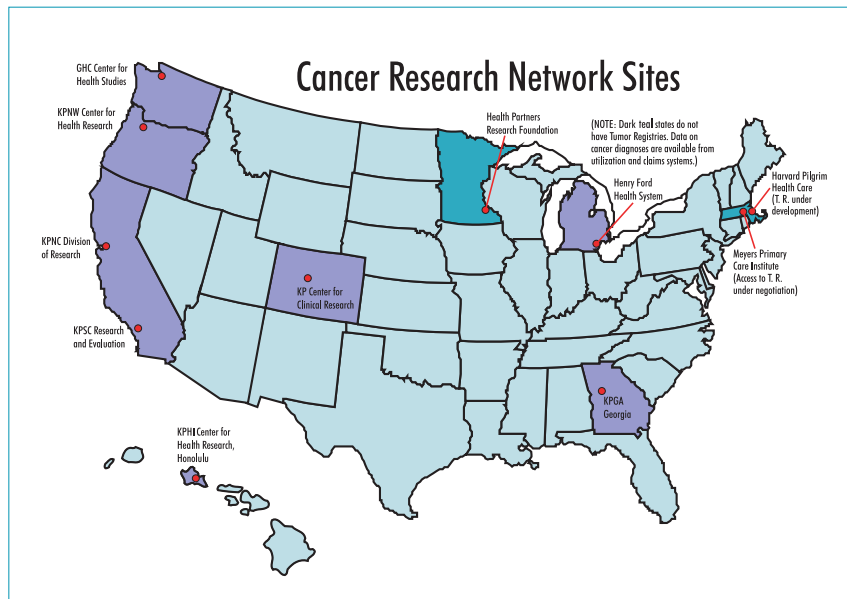 Cancer Research Network Sites
GHC Center for
Health Studies
KPNW Center for
Health Research
KPNC Division
of Research
KPSC Research
and Evaluation
KPHI Center for
Health Research,
Honolulu
KP Center for
Clinical Research
Health Partners
Research Foundation
(NOTE: Dark teal states do not
have Tumor Registries. Data on
cancer diagnoses are available from
utilization and claims systems.)
Henry Ford
Health System
Harvard Pilgrim
Health Care
(T. R. under
development)
Meyers Primary
Care Institute
(Access to T. R.
under negotiation)
KPGA
Georgia